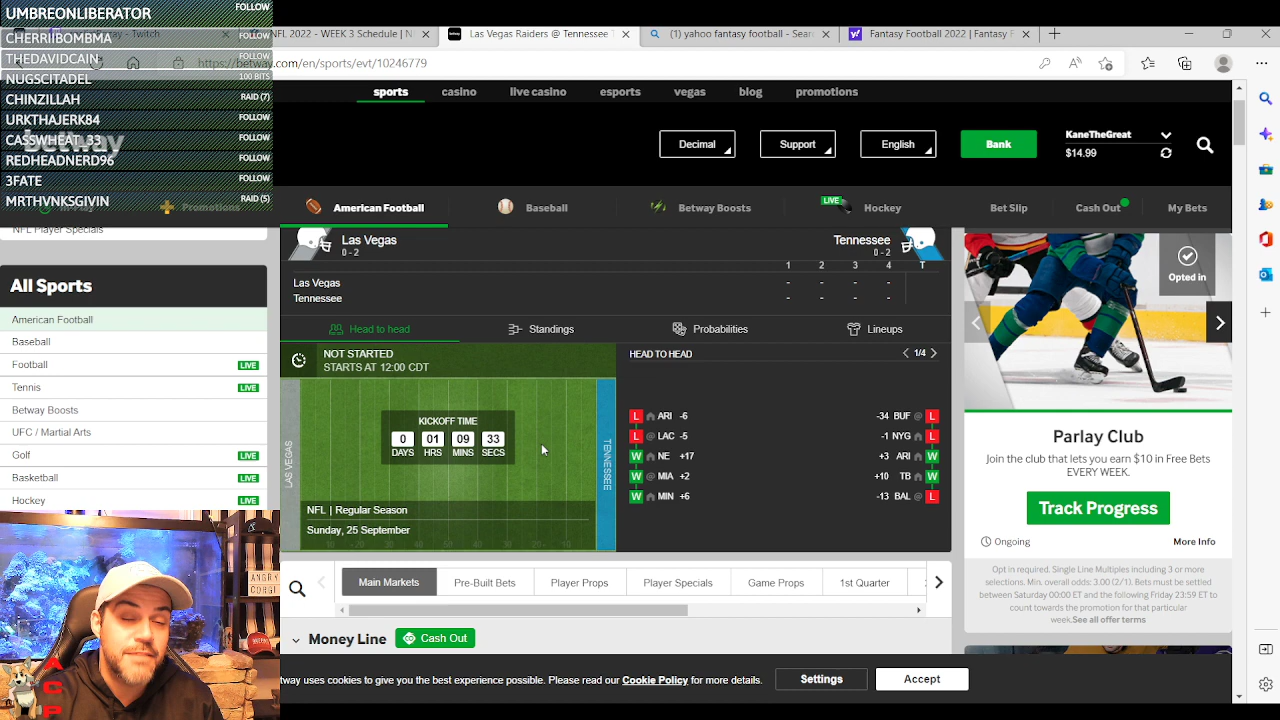 UMBREONLIBERATOR FOLLOW
CHERRIIBOMBMA FOLLOW
THEDAVIDCAIN_ FOLLOW
NUGSCITADEL 100 BITS
CHINZILLAH RAID (7)
URKTHAJERK84 FOLLOW
CASSWHEAT_33 FOLLOW
REDHEADNERD96 FOLLOW
3FATE FOLLOW
MRTHVNKSGIVIN RAID (5)
y - Twitch
NFL 2022 - WEEK 3 Schedule | N
Las Vegas Raiders @ Tennessee T
(1) yahoo fantasy football - Sear
Fantasy Football 2022 | Fantasy F
https://betway.com/en/sports/evt/10246779
sports casino live casino esports vegas blog promotions
betway
Decimal
Support
English
Bank
KaneTheGreat
$14.99
In-Play
Promotions
American Football
Baseball
Betway Boosts
LIVE
Hockey
Bet Slip
Cash Out
My Bets
NFL Player Specials
All Sports
American Football
Baseball
Football LIVE
Tennis LIVE
Betway Boosts
UFC / Martial Arts
Golf LIVE
Basketball LIVE
Hockey LIVE
Las Vegas Tennessee
0 - 2 0 - 2
1 2 3 4 T
Las Vegas - - - -
Tennessee - - - -
Head to head Standings Probabilities Lineups
NOT STARTED
STARTS AT 12:00 CDT
KICKOFF TIME
0 01 09 33
DAYS HRS MINS SECS
LAS VEGAS
TENNESSEE
NFL | Regular Season
Sunday, 25 September
HEAD TO HEAD 1/4
L ARI -6 -34 BUF @ L
L @ LAC -5 -1 NYG L
W NE +17 +3 ARI W
W @ MIA +2 +10 TB W
W MIN +6 -13 BAL @ L
Main Markets Pre-Built Bets Player Props Player Specials Game Props 1st Quarter
Money Line Cash Out
Opted in
Parlay Club
Join the club that lets you earn $10 in Free Bets
EVERY WEEK.
Track Progress
Ongoing More Info
Opt in required. Single Line Multiples including 3 or more
selections. Min. overall odds: 3.00 (2/1). Bets must be settled
between Saturday 00:00 ET and the following Friday 23:59 ET to
count towards the promotion for that particular
week.See all offer terms
tway uses cookies to give you the best experience possible. Please read our Cookie Policy for more details.
Settings
Accept
A
C
P